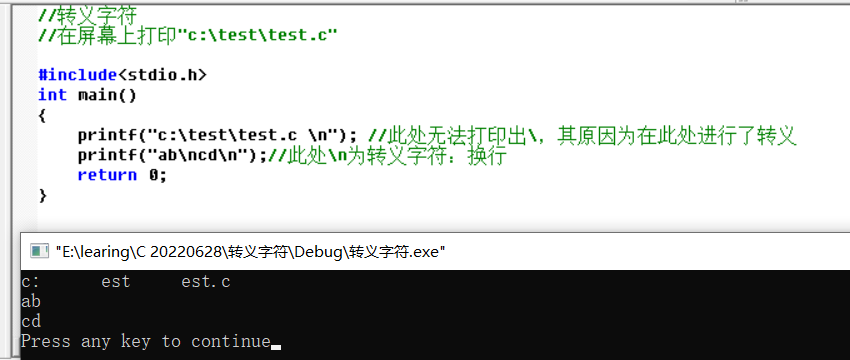 //转义字符
//在屏幕上打印"c:\test\test.c"
#include<stdio.h>
int main()
{
    printf("c:\test\test.c \n"); //此处无法打印出\，其原因为在此处进行了转义
    printf("ab\ncd\n");//此处\n为转义字符：换行
    return 0;
}
"E:\learing\C 20220628\转义字符\Debug\转义字符.exe"
c:      est     est.c
ab
cd
Press any key to continue